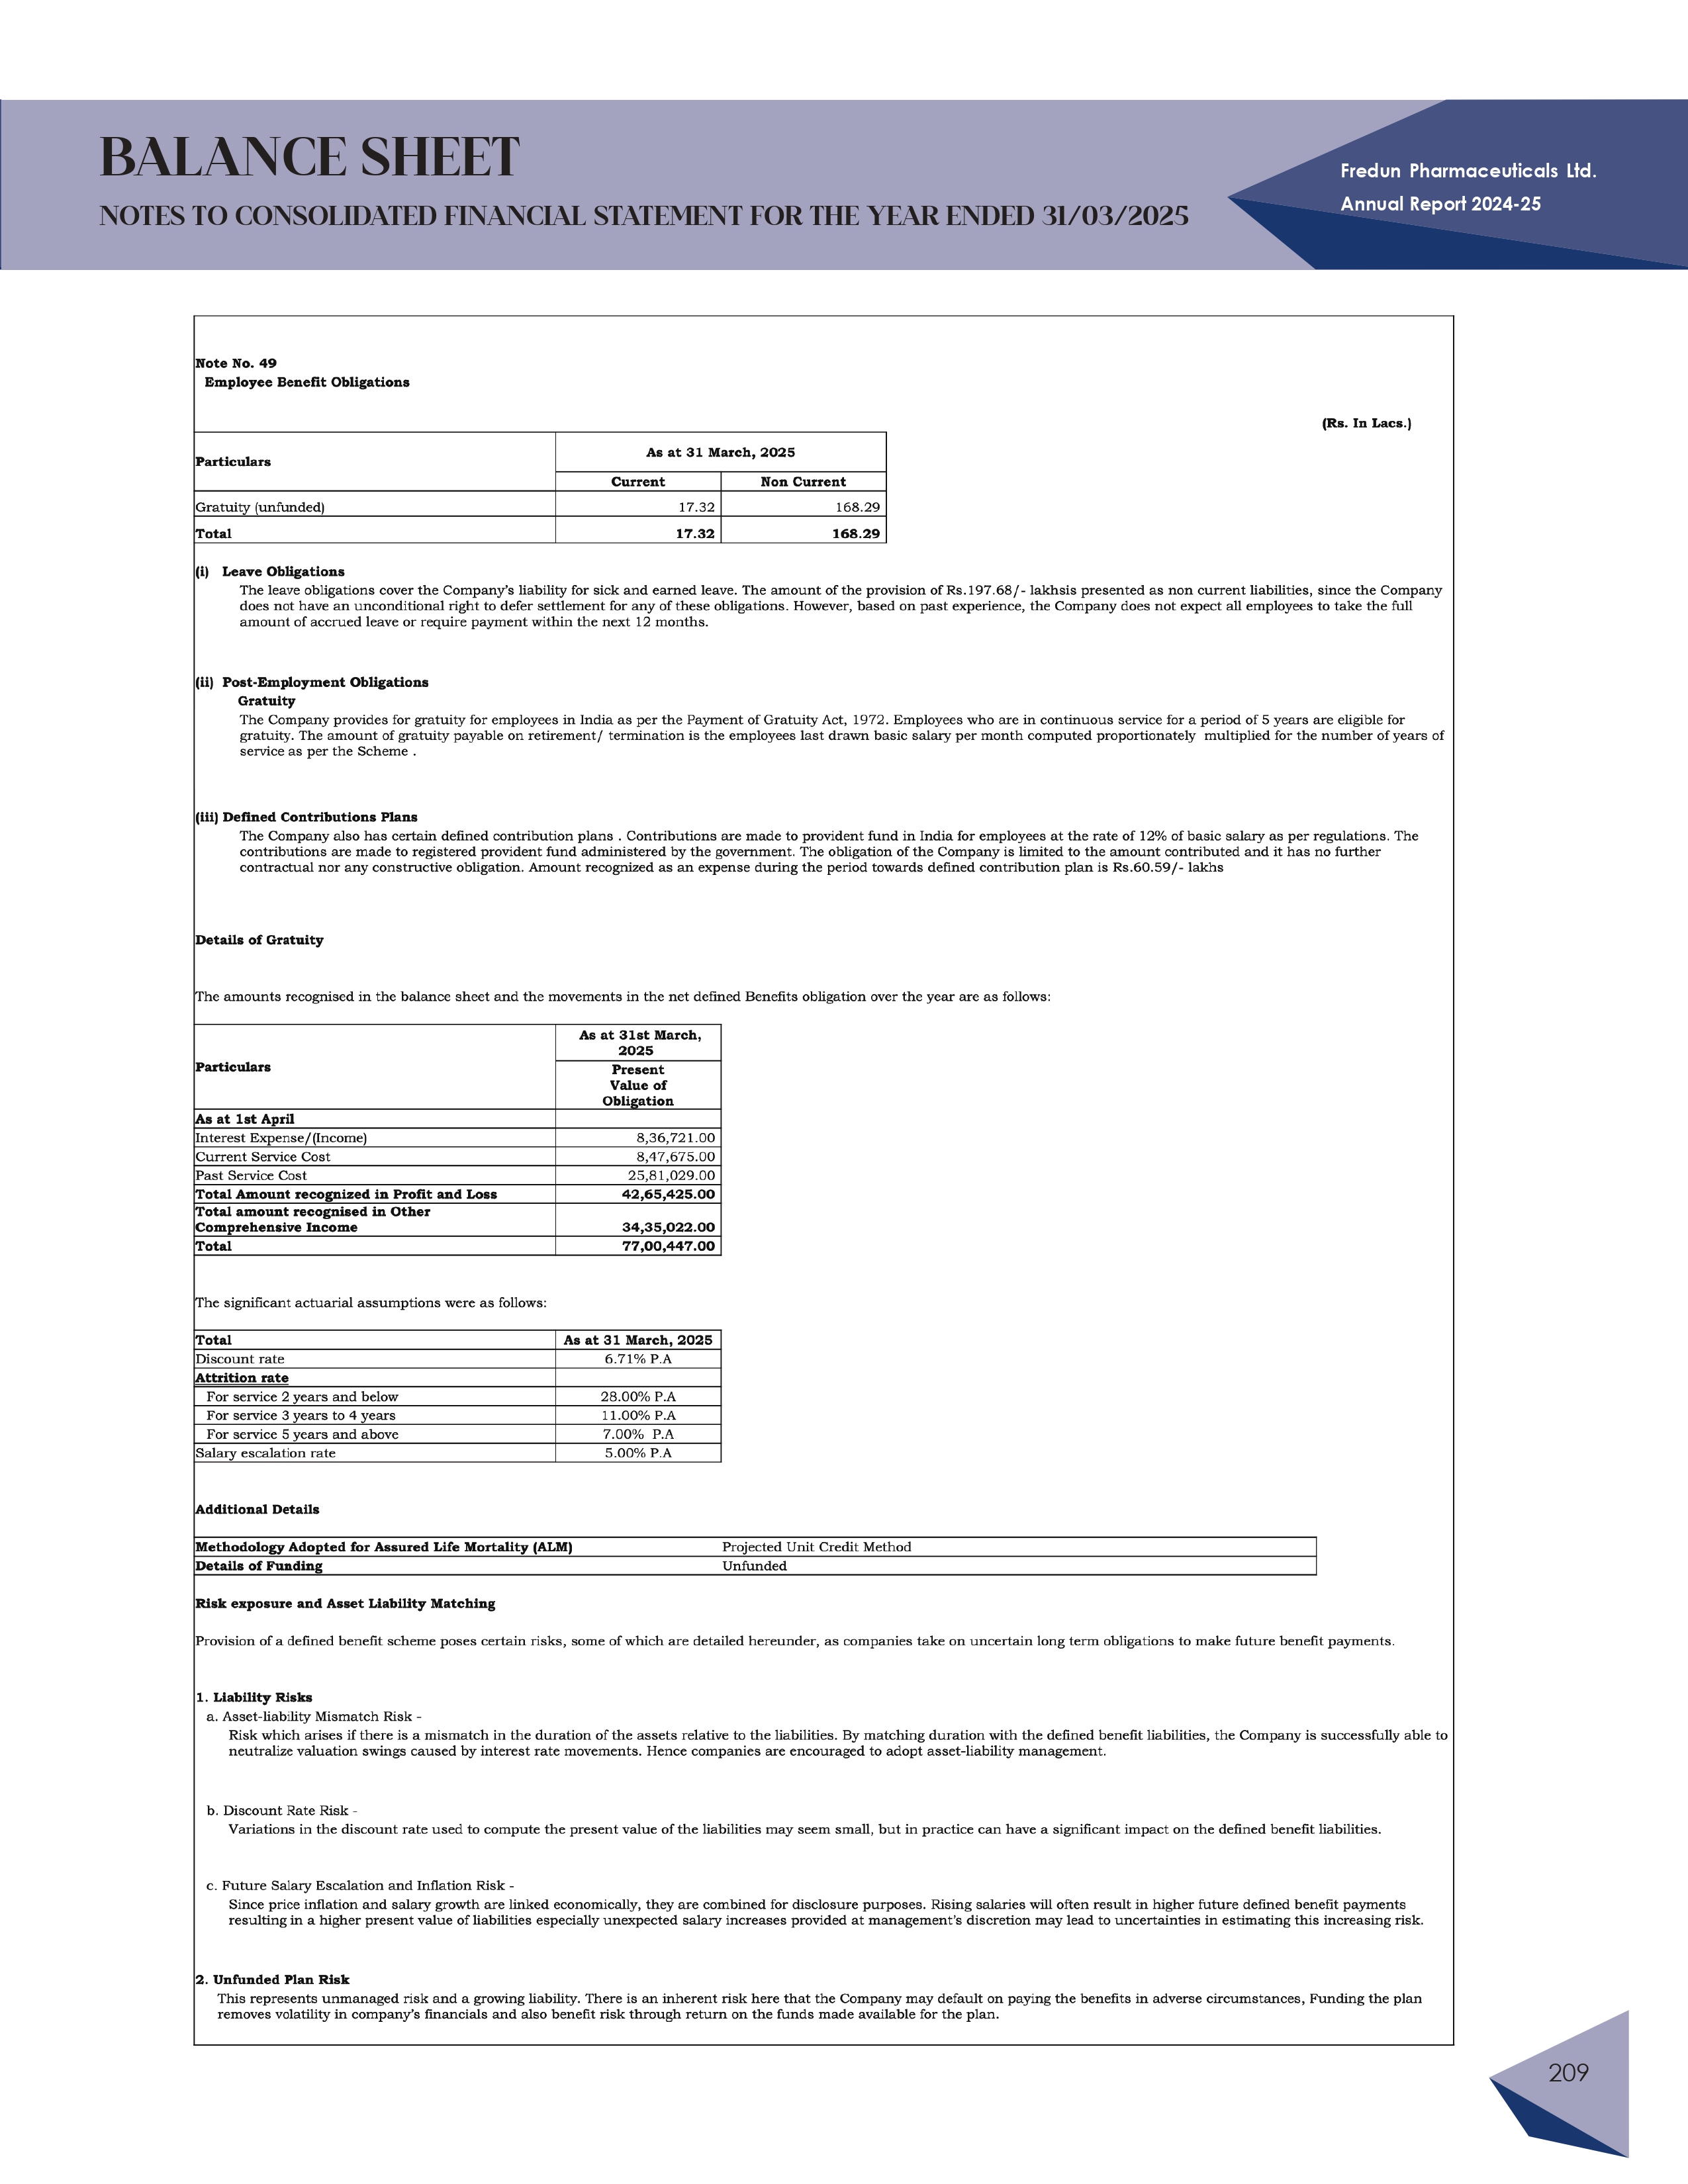 BALANCE SHEET
NOTES TO CONSOLIDATED FINANCIAL STATEMENT FOR THE YEAR ENDED 31/03/2025
Fredun Pharmaceuticals Ltd.
Annual Report 2024-25
Note No. 49
Employee Benefit Obligations
(Rs. In Lacs.)
Particulars
As at 31 March, 2025
Current Non Current
Gratuity (unfunded) 17.32 168.29
Total 17.32 168.29
(i) Leave Obligations
The leave obligations cover the Company's liability for sick and earned leave. The amount of the provision of Rs.197.68/- lakhsis presented as non current liabilities, since the Company
does not have an unconditional right to defer settlement for any of these obligations. However, based on past experience, the Company does not expect all employees to take the full
amount of accrued leave or require payment within the next 12 months.
(ii) Post-Employment Obligations
Gratuity
The Company provides for gratuity for employees in India as per the Payment of Gratuity Act, 1972. Employees who are in continuous service for a period of 5 years are eligible for
gratuity. The amount of gratuity payable on retirement/ termination is the employees last drawn basic salary per month computed proportionately multiplied for the number of years of
service as per the Scheme .
(iii) Defined Contributions Plans
The Company also has certain defined contribution plans . Contributions are made to provident fund in India for employees at the rate of 12% of basic salary as per regulations. The
contributions are made to registered provident fund administered by the government. The obligation of the Company is limited to the amount contributed and it has no further
contractual nor any constructive obligation. Amount recognized as an expense during the period towards defined contribution plan is Rs.60.59/- lakhs
Details of Gratuity
The amounts recognised in the balance sheet and the movements in the net defined Benefits obligation over the year are as follows:
Particulars
As at 31st March,
2025
Present
Value of
Obligation
As at 1st April
Interest Expense/(Income) 8,36,721.00
Current Service Cost 8,47,675.00
Past Service Cost 25,81,029.00
Total Amount recognized in Profit and Loss 42,65,425.00
Total amount recognised in Other
Comprehensive Income 34,35,022.00
Total 77,00,447.00
The significant actuarial assumptions were as follows:
Total As at 31 March, 2025
Discount rate 6.71% P.A
Attrition rate
For service 2 years and below 28.00% P.A
For service 3 years to 4 years 11.00% P.A
For service 5 years and above 7.00% P.A
Salary escalation rate 5.00% P.A
Additional Details
Methodology Adopted for Assured Life Mortality (ALM) Projected Unit Credit Method
Details of Funding Unfunded
Risk exposure and Asset Liability Matching
Provision of a defined benefit scheme poses certain risks, some of which are detailed hereunder, as companies take on uncertain long term obligations to make future benefit payments.
1. Liability Risks
a. Asset-liability Mismatch Risk -
Risk which arises if there is a mismatch in the duration of the assets relative to the liabilities. By matching duration with the defined benefit liabilities, the Company is successfully able to
neutralize valuation swings caused by interest rate movements. Hence companies are encouraged to adopt asset-liability management.
b. Discount Rate Risk -
Variations in the discount rate used to compute the present value of the liabilities may seem small, but in practice can have a significant impact on the defined benefit liabilities.
c. Future Salary Escalation and Inflation Risk -
Since price inflation and salary growth are linked economically, they are combined for disclosure purposes. Rising salaries will often result in higher future defined benefit payments
resulting in a higher present value of liabilities especially unexpected salary increases provided at management's discretion may lead to uncertainties in estimating this increasing risk.
2. Unfunded Plan Risk
This represents unmanaged risk and a growing liability. There is an inherent risk here that the Company may default on paying the benefits in adverse circumstances, Funding the plan
removes volatility in company's financials and also benefit risk through return on the funds made available for the plan.
209